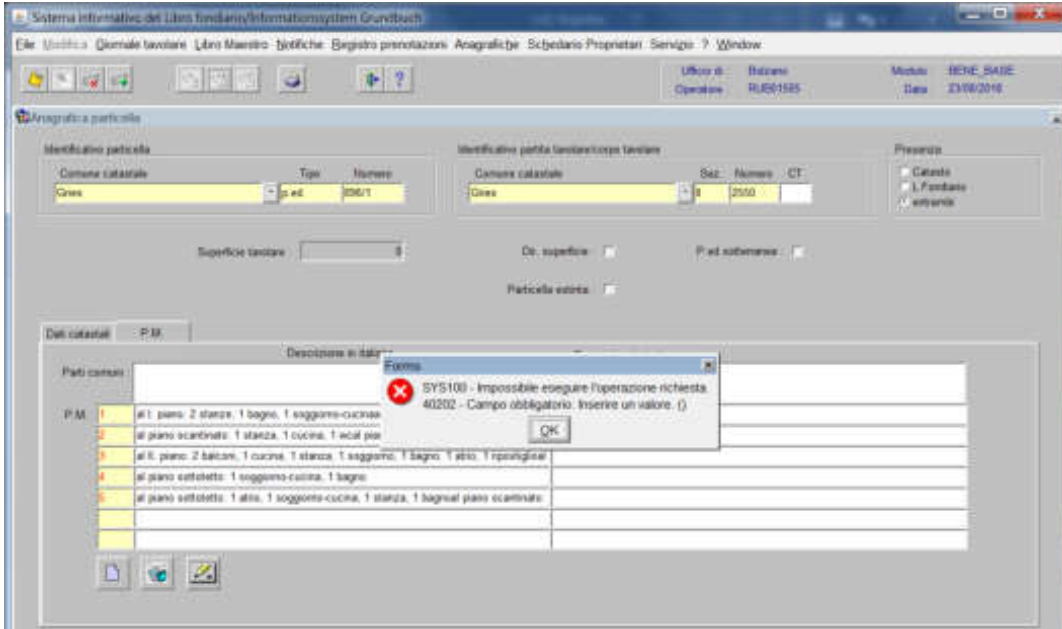 Sistema informativo del Libro fondiario/Informationssystem Grundbuch
File Modifica Giornale tavolare Libro Maestro Notifiche Registro prenotazioni Anagrafiche Schedario Proprietari Servizio ? Window
Ufficio di : Bolzano Modulo : BENE_BASE
Operatore : Data : 23/08/2016
Anagrafica particella
Identificativo particella Identificativo partita tavolare/corpo tavolare Presenza
Comune catastale Tipo Numero Comune catastale Sez. Numero CT Catasto
Gries p.ed. 896/1 Gries II 2550 L.Fondiario
entrambi
Superficie tavolare : 0 Dir. superficie : P.ed.sotterranea :
Particella estinta :
Dati catastali P.M.
Descrizione in italiano
Forms
Parti comuni :
SYS100 - Impossibile eseguire l'operazione richiesta.
40202 - Campo obbligatorio. Inserire un valore. ()
OK
P.M. 1 al I. piano: 2 stanze, 1 bagno, 1 soggiorno-cucina
2 al piano scantinato: 1 stanza, 1 cucina, 1
3 al II. piano: 2 balconi, 1 cucina, 1 stanza, 1 soggiorno, 1 bagno, 1 atrio, 1
4 al piano sottotetto: 1 soggiorno-cucina, 1 bagno
5 al piano sottotetto: 1 atrio, 1 soggiorno-cucina, 1 stanza, 1 bagnoal piano scantinato: